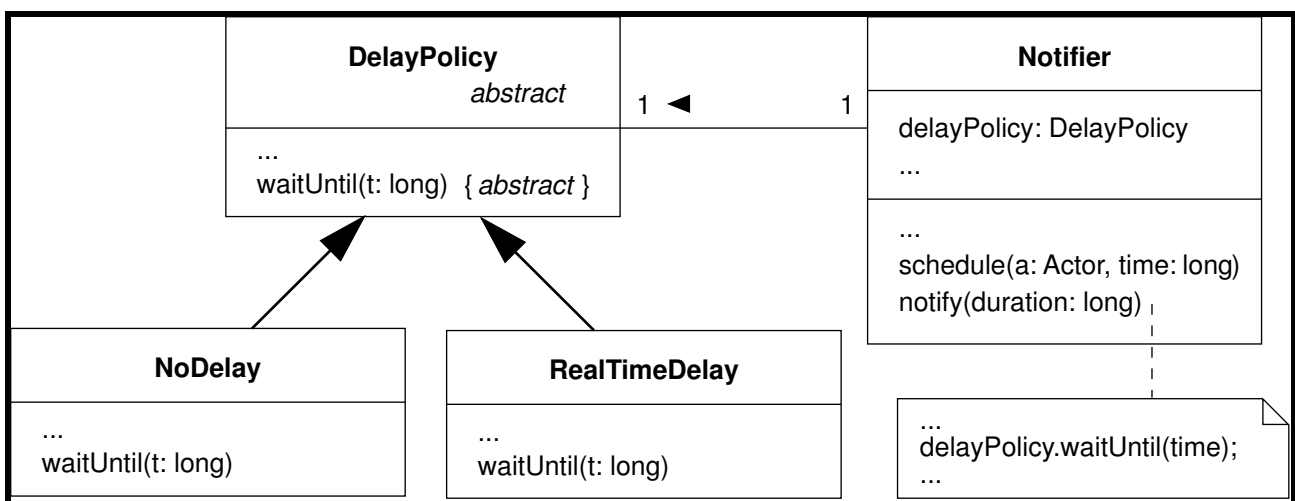 DelayPolicy
abstract
...
waitUntil(t: long) { abstract }
1 ◄ 1
Notifier
delayPolicy: DelayPolicy
...
...
schedule(a: Actor, time: long)
notify(duration: long)
NoDelay
...
waitUntil(t: long)
RealTimeDelay
...
waitUntil(t: long)
...
delayPolicy.waitUntil(time);
...